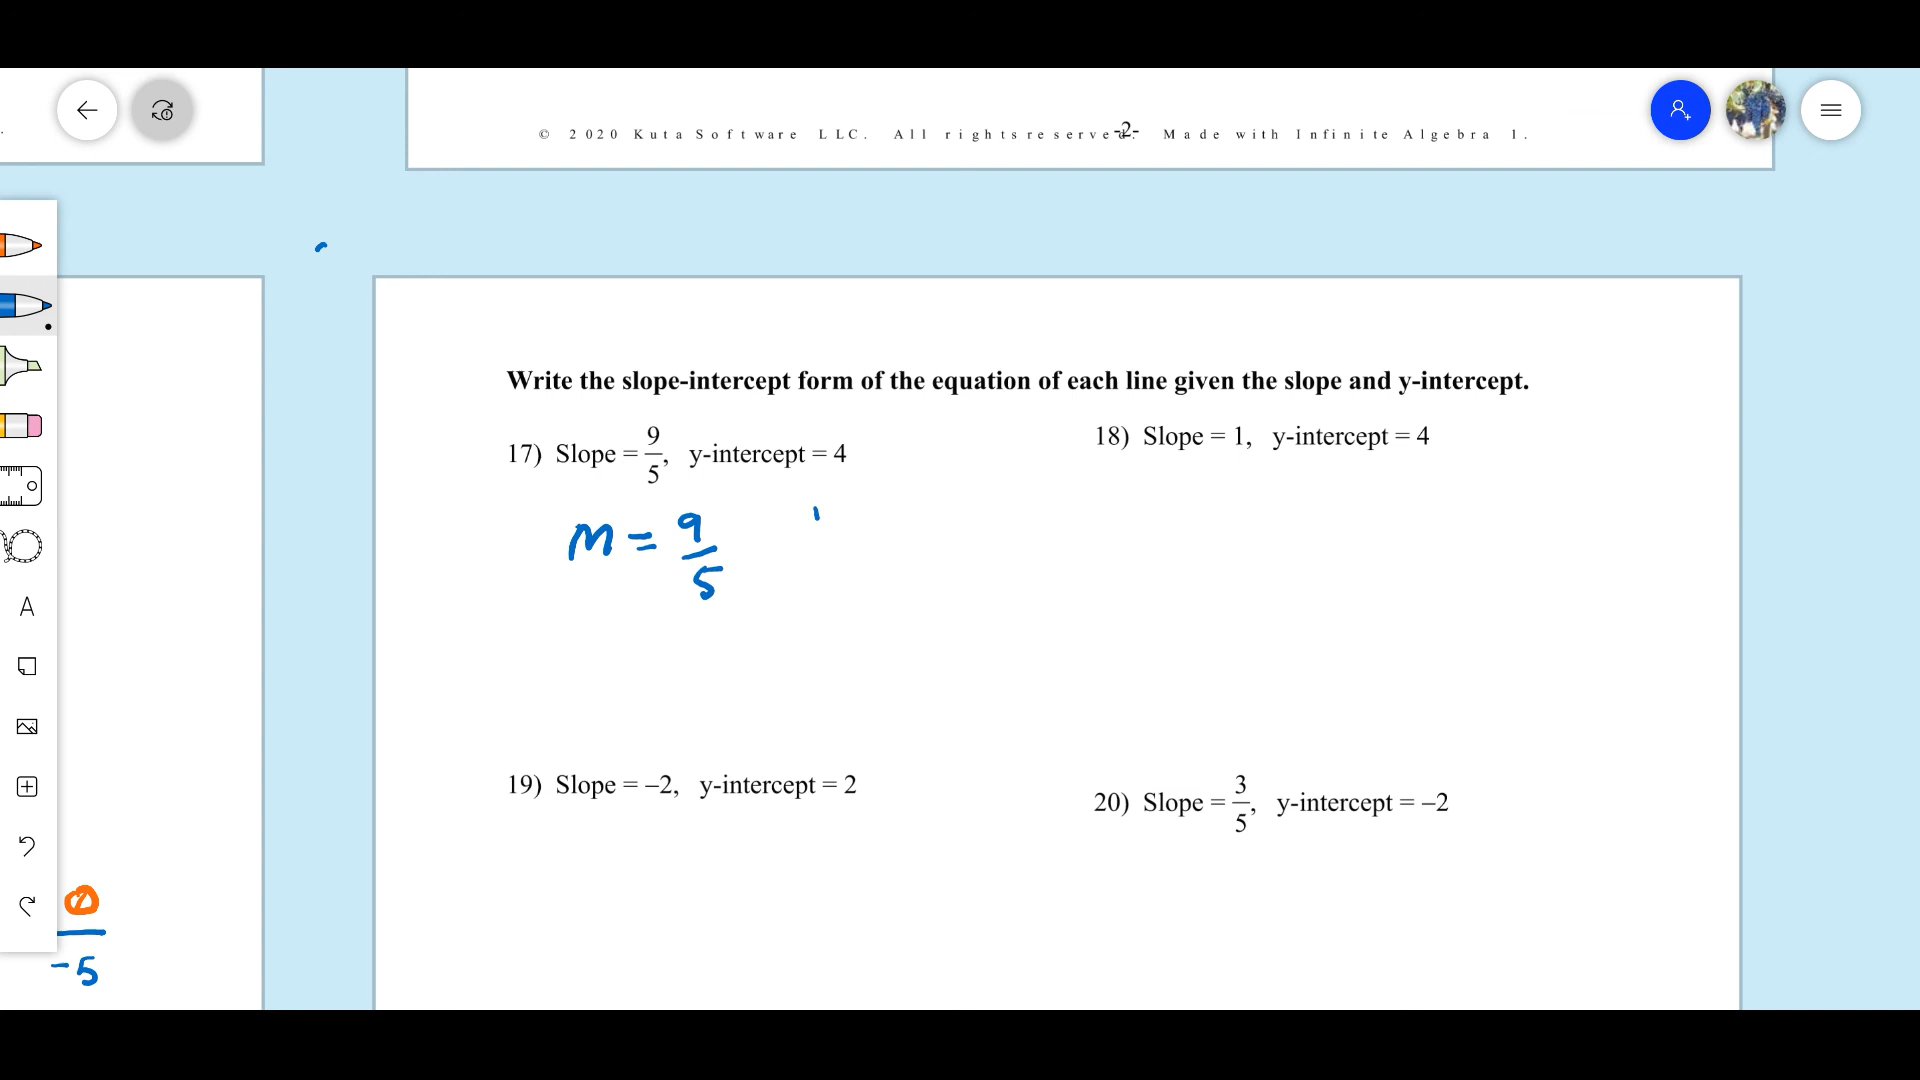 © 2020 Kuta Software LLC. All rights reserved. Made with Infinite Algebra 1.
-2-
Write the slope-intercept form of the equation of each line given the slope and y-intercept.
17) Slope = 9/5, y-intercept = 4
18) Slope = 1, y-intercept = 4
m = 9/5
A
19) Slope = –2, y-intercept = 2
20) Slope = 3/5, y-intercept = –2
-5